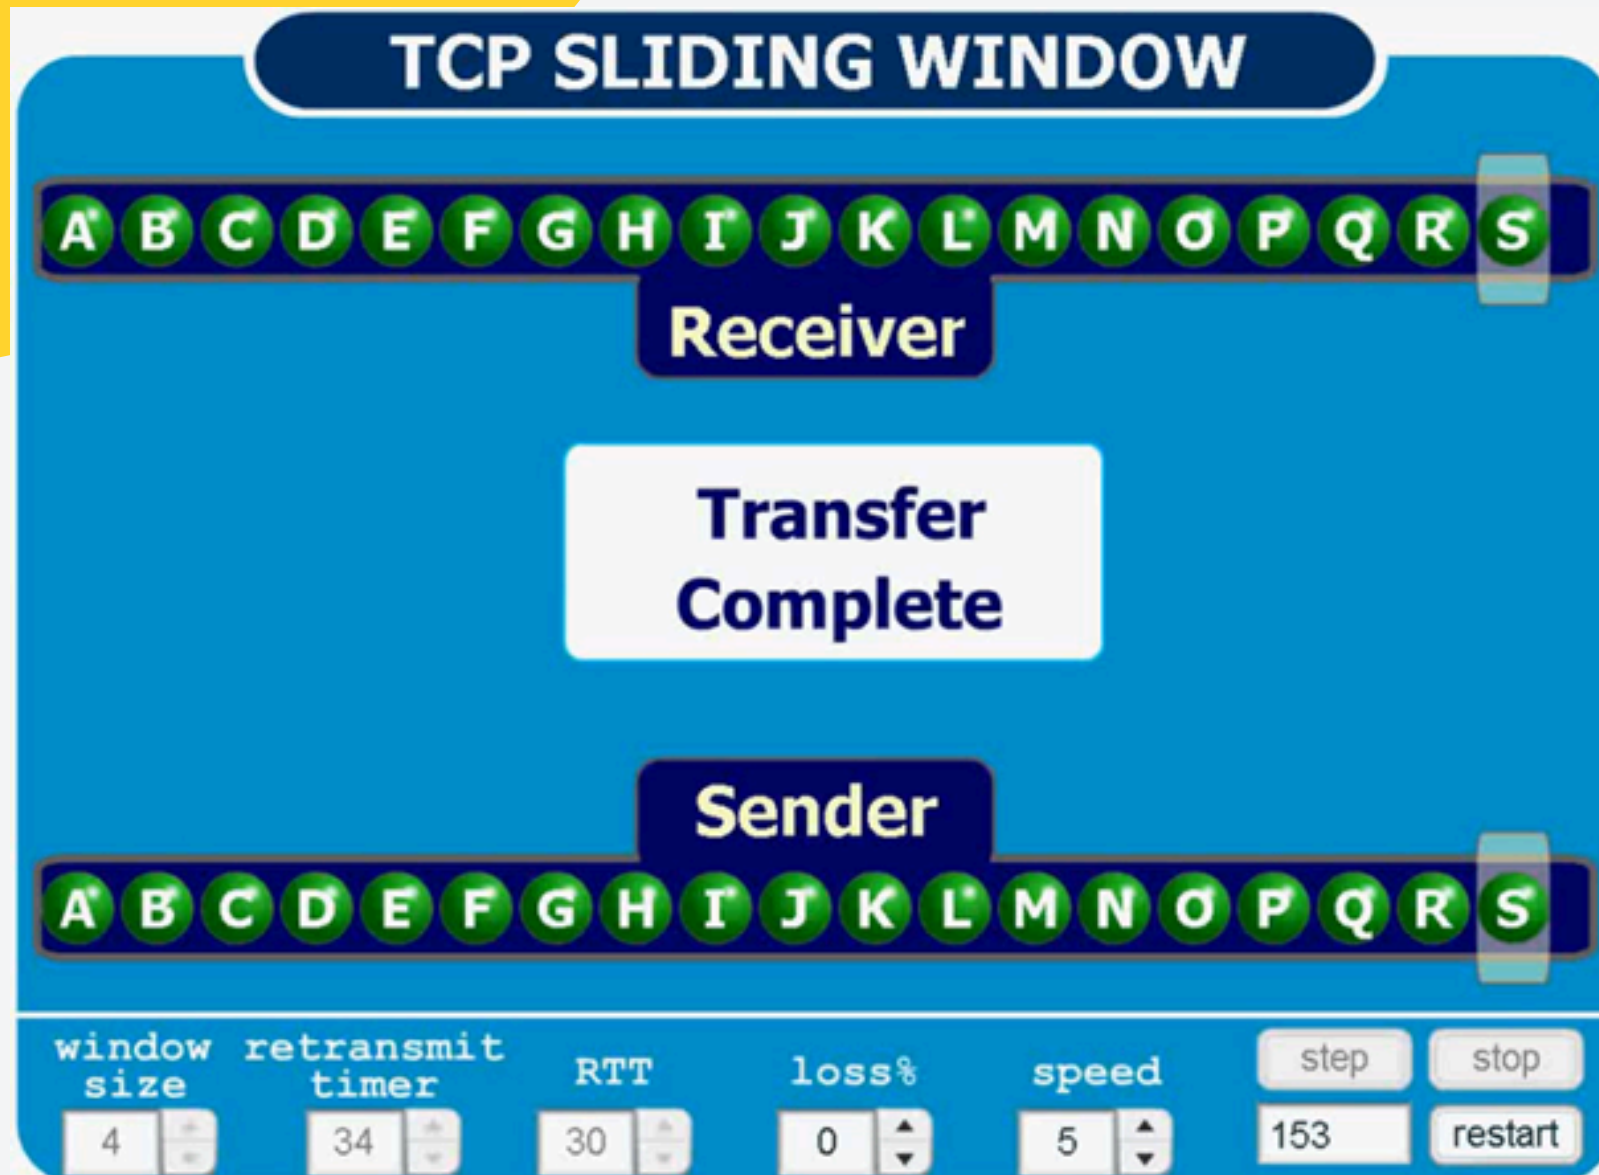 TCP SLIDING WINDOW
A B C D E F G H I J K L M N O P Q R S
Receiver
Transfer
Complete
Sender
A B C D E F G H I J K L M N O P Q R S
window size
retransmit timer
RTT
loss%
speed
step
stop
4
34
30
0
5
153
restart